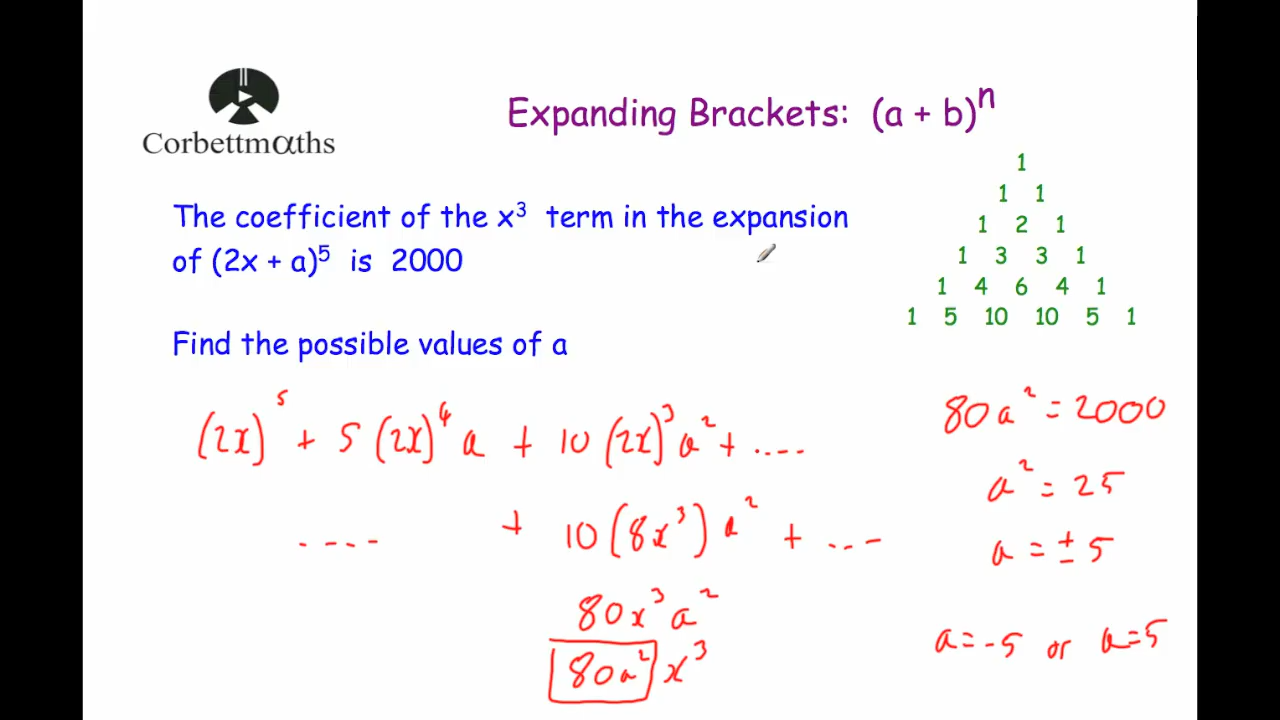 Corbettmαths
Expanding Brackets: (a + b)ⁿ
The coefficient of the x³ term in the expansion
of (2x + a)⁵ is 2000
Find the possible values of a
1
1 1
1 2 1
1 3 3 1
1 4 6 4 1
1 5 10 10 5 1
(2x)⁵ + 5 (2x)⁴ a + 10 (2x)³ a² + ....
.... + 10 (8x³) a² + ...
80x³a²
80a² x³
80a² = 2000
a² = 25
a = ± 5
a = -5 or a = 5